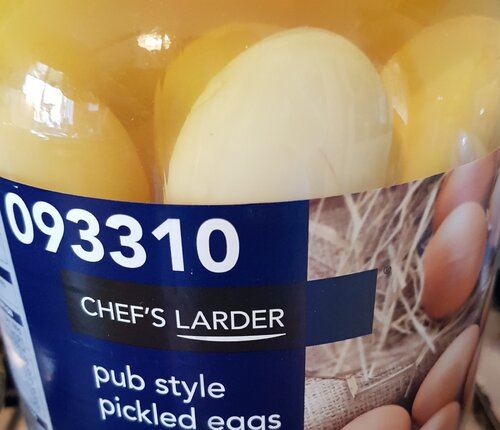 093310
CHEF'S LARDER
pub style
pickled eggs